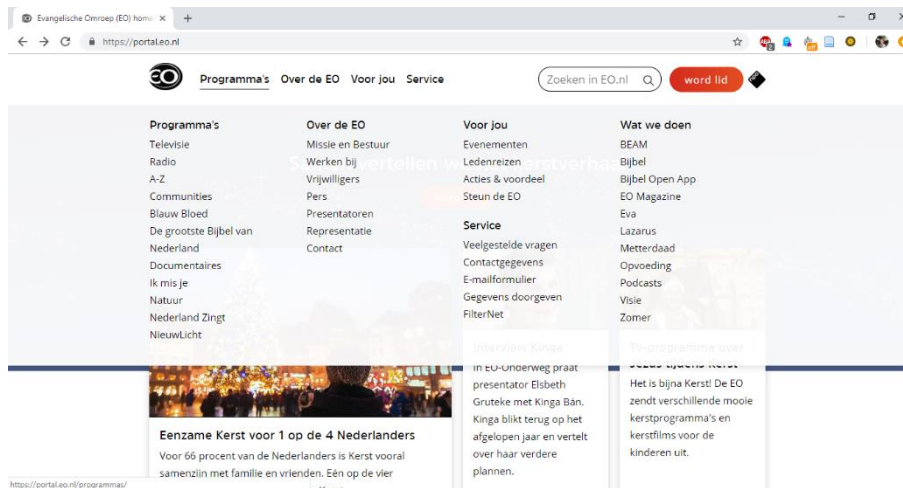 Evangelische Omroep (EO) home
https://portal.eo.nl
EO
Programma's Over de EO Voor jou Service
Zoeken in EO.nl
word lid
Programma's
Televisie
Radio
A-Z
Communities
Blauw Bloed
De grootste Bijbel van
Nederland
Documentaires
Ik mis je
Natuur
Nederland Zingt
NieuwLicht
Over de EO
Missie en Bestuur
Werken bij
Vrijwilligers
Pers
Presentatoren
Representatie
Contact
Voor jou
Evenementen
Ledenreizen
Acties & voordeel
Steun de EO
Service
Veelgestelde vragen
Contactgegevens
E-mailformulier
Gegevens doorgeven
FilterNet
Wat we doen
BEAM
Bijbel
Bijbel Open App
EO Magazine
Eva
Lazarus
Metterdaad
Opvoeding
Podcasts
Visie
Zomer
Eenzame Kerst voor 1 op de 4 Nederlanders
Voor 66 procent van de Nederlanders is Kerst vooral
samenzijn met familie en vrienden. Eén op de vier
Interview Kinga
In EO-Onderweg praat
presentator Elsbeth
Gruteke met Kinga Bán.
Kinga blikt terug op het
afgelopen jaar en vertelt
over haar verdere
plannen.
Tv-programma over
Jezus tijdens Kerst
Het is bijna Kerst! De EO
zendt verschillende mooie
kerstprogramma's en
kerstfilms voor de
kinderen uit.
https://portal.eo.nl/programmas/